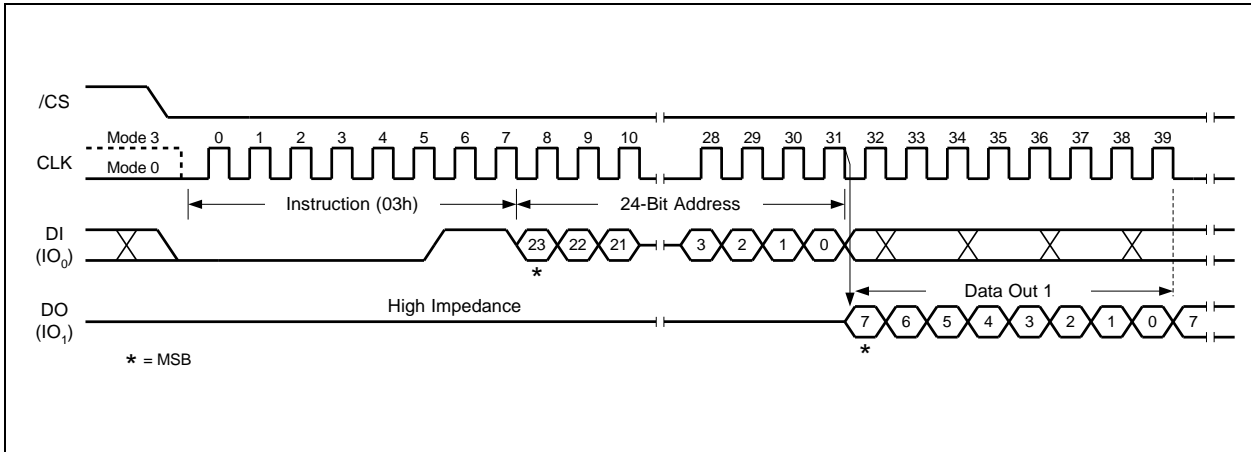 /CS
Mode 3
0 1 2 3 4 5 6 7 8 9 10 28 29 30 31 32 33 34 35 36 37 38 39
CLK
Mode 0
Instruction (03h) 24-Bit Address
DI
(IO0)
23 22 21 3 2 1 0
*
High Impedance Data Out 1
DO
(IO1)
7 6 5 4 3 2 1 0 7
*
* = MSB